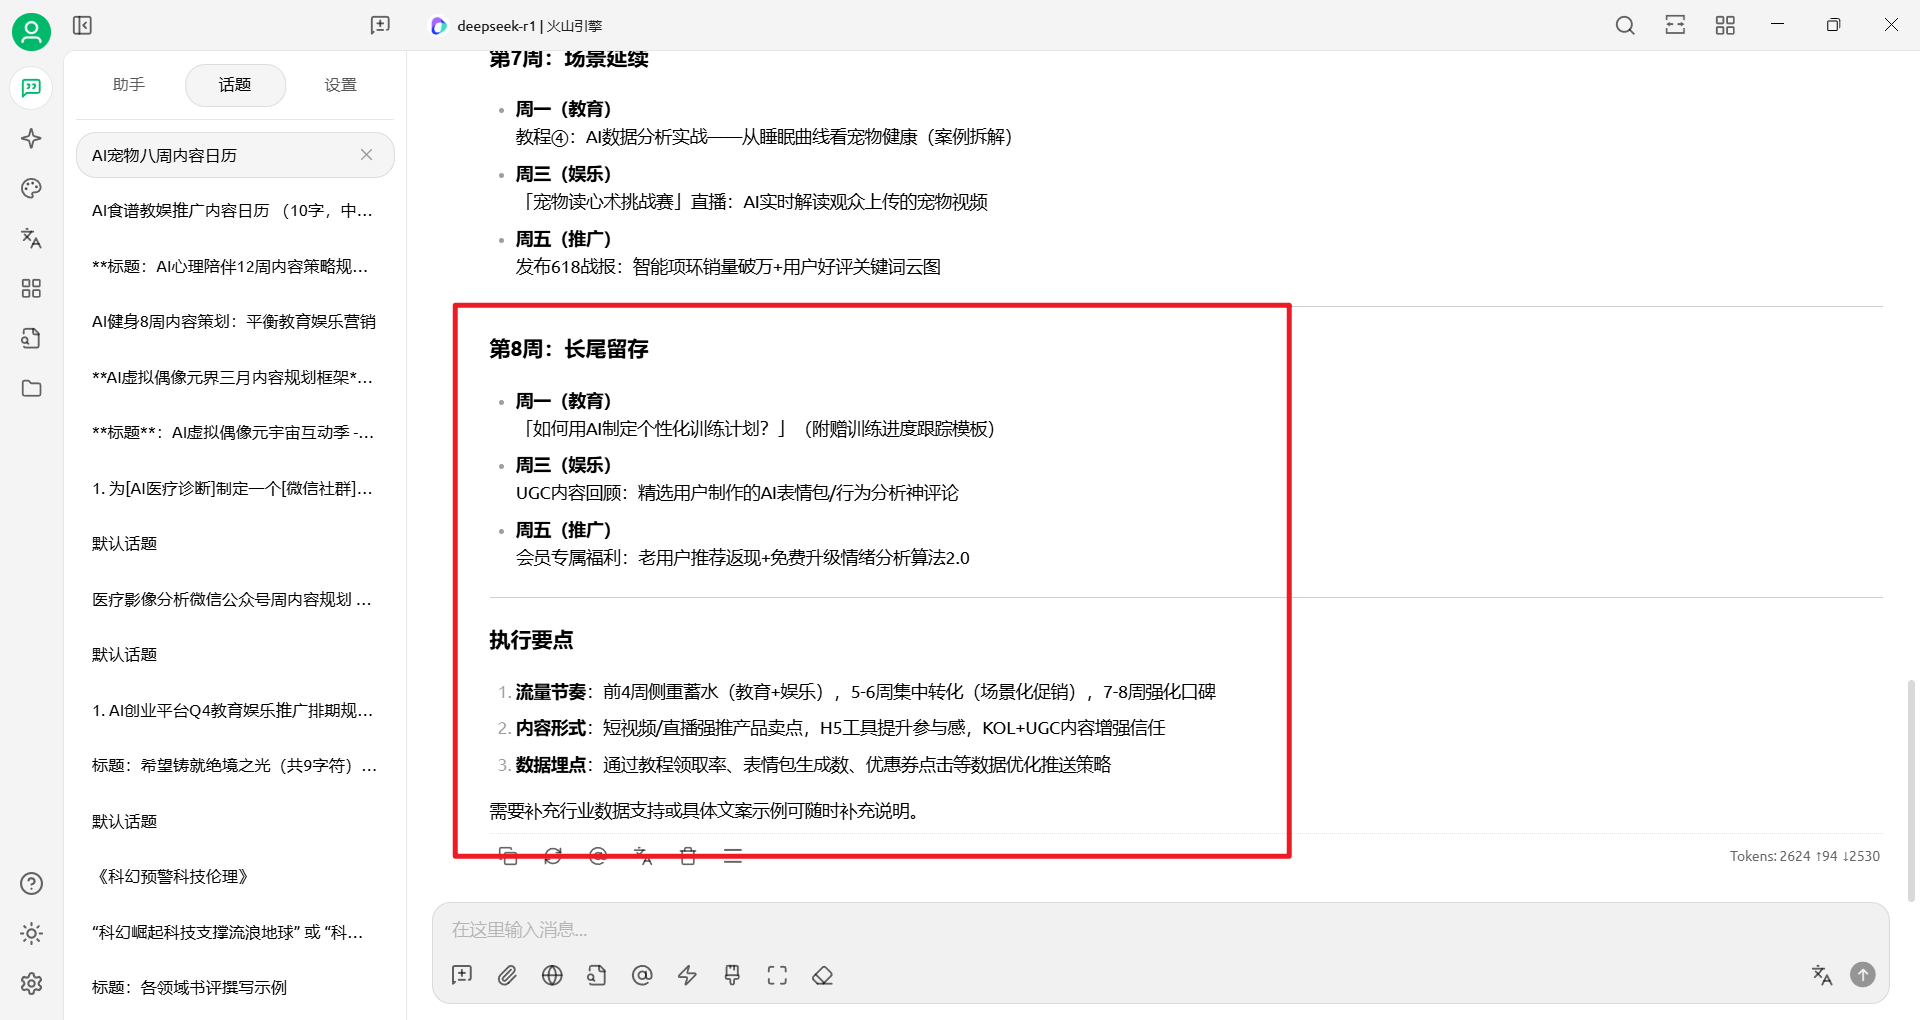 deepseek-r1 | 火山引擎
助手
话题
设置
AI宠物八周内容日历
AI食谱教娱推广内容日历 （10字，中...
**标题：AI心理陪伴12周内容策略规...
AI健身8周内容策划：平衡教育娱乐营销
**AI虚拟偶像元界三月内容规划框架*...
**标题**：AI虚拟偶像元宇宙互动季 -...
1. 为[AI医疗诊断]制定一个[微信社群]...
默认话题
医疗影像分析微信公众号周内容规划 ...
默认话题
1. AI创业平台Q4教育娱乐推广排期规...
标题：希望铸就绝境之光（共9字符）...
默认话题
《科幻预警科技伦理》
“科幻崛起科技支撑流浪地球” 或 “科...
标题：各领域书评撰写示例
第7周：场景延续
周一（教育）
教程④：AI数据分析实战——从睡眠曲线看宠物健康（案例拆解）
周三（娱乐）
「宠物读心术挑战赛」直播：AI实时解读观众上传的宠物视频
周五（推广）
发布618战报：智能项环销量破万+用户好评关键词云图
第8周：长尾留存
周一（教育）
「如何用AI制定个性化训练计划？」（附赠训练进度跟踪模板）
周三（娱乐）
UGC内容回顾：精选用户制作的AI表情包/行为分析神评论
周五（推广）
会员专属福利：老用户推荐返现+免费升级情绪分析算法2.0
执行要点
1. 流量节奏：前4周侧重蓄水（教育+娱乐），5-6周集中转化（场景化促销），7-8周强化口碑
2. 内容形式：短视频/直播强推产品卖点，H5工具提升参与感，KOL+UGC内容增强信任
3. 数据埋点：通过教程领取率、表情包生成数、优惠券点击等数据优化推送策略
需要补充行业数据支持或具体文案示例可随时补充说明。
Tokens: 2624 ↑94 ↓2530
在这里输入消息...